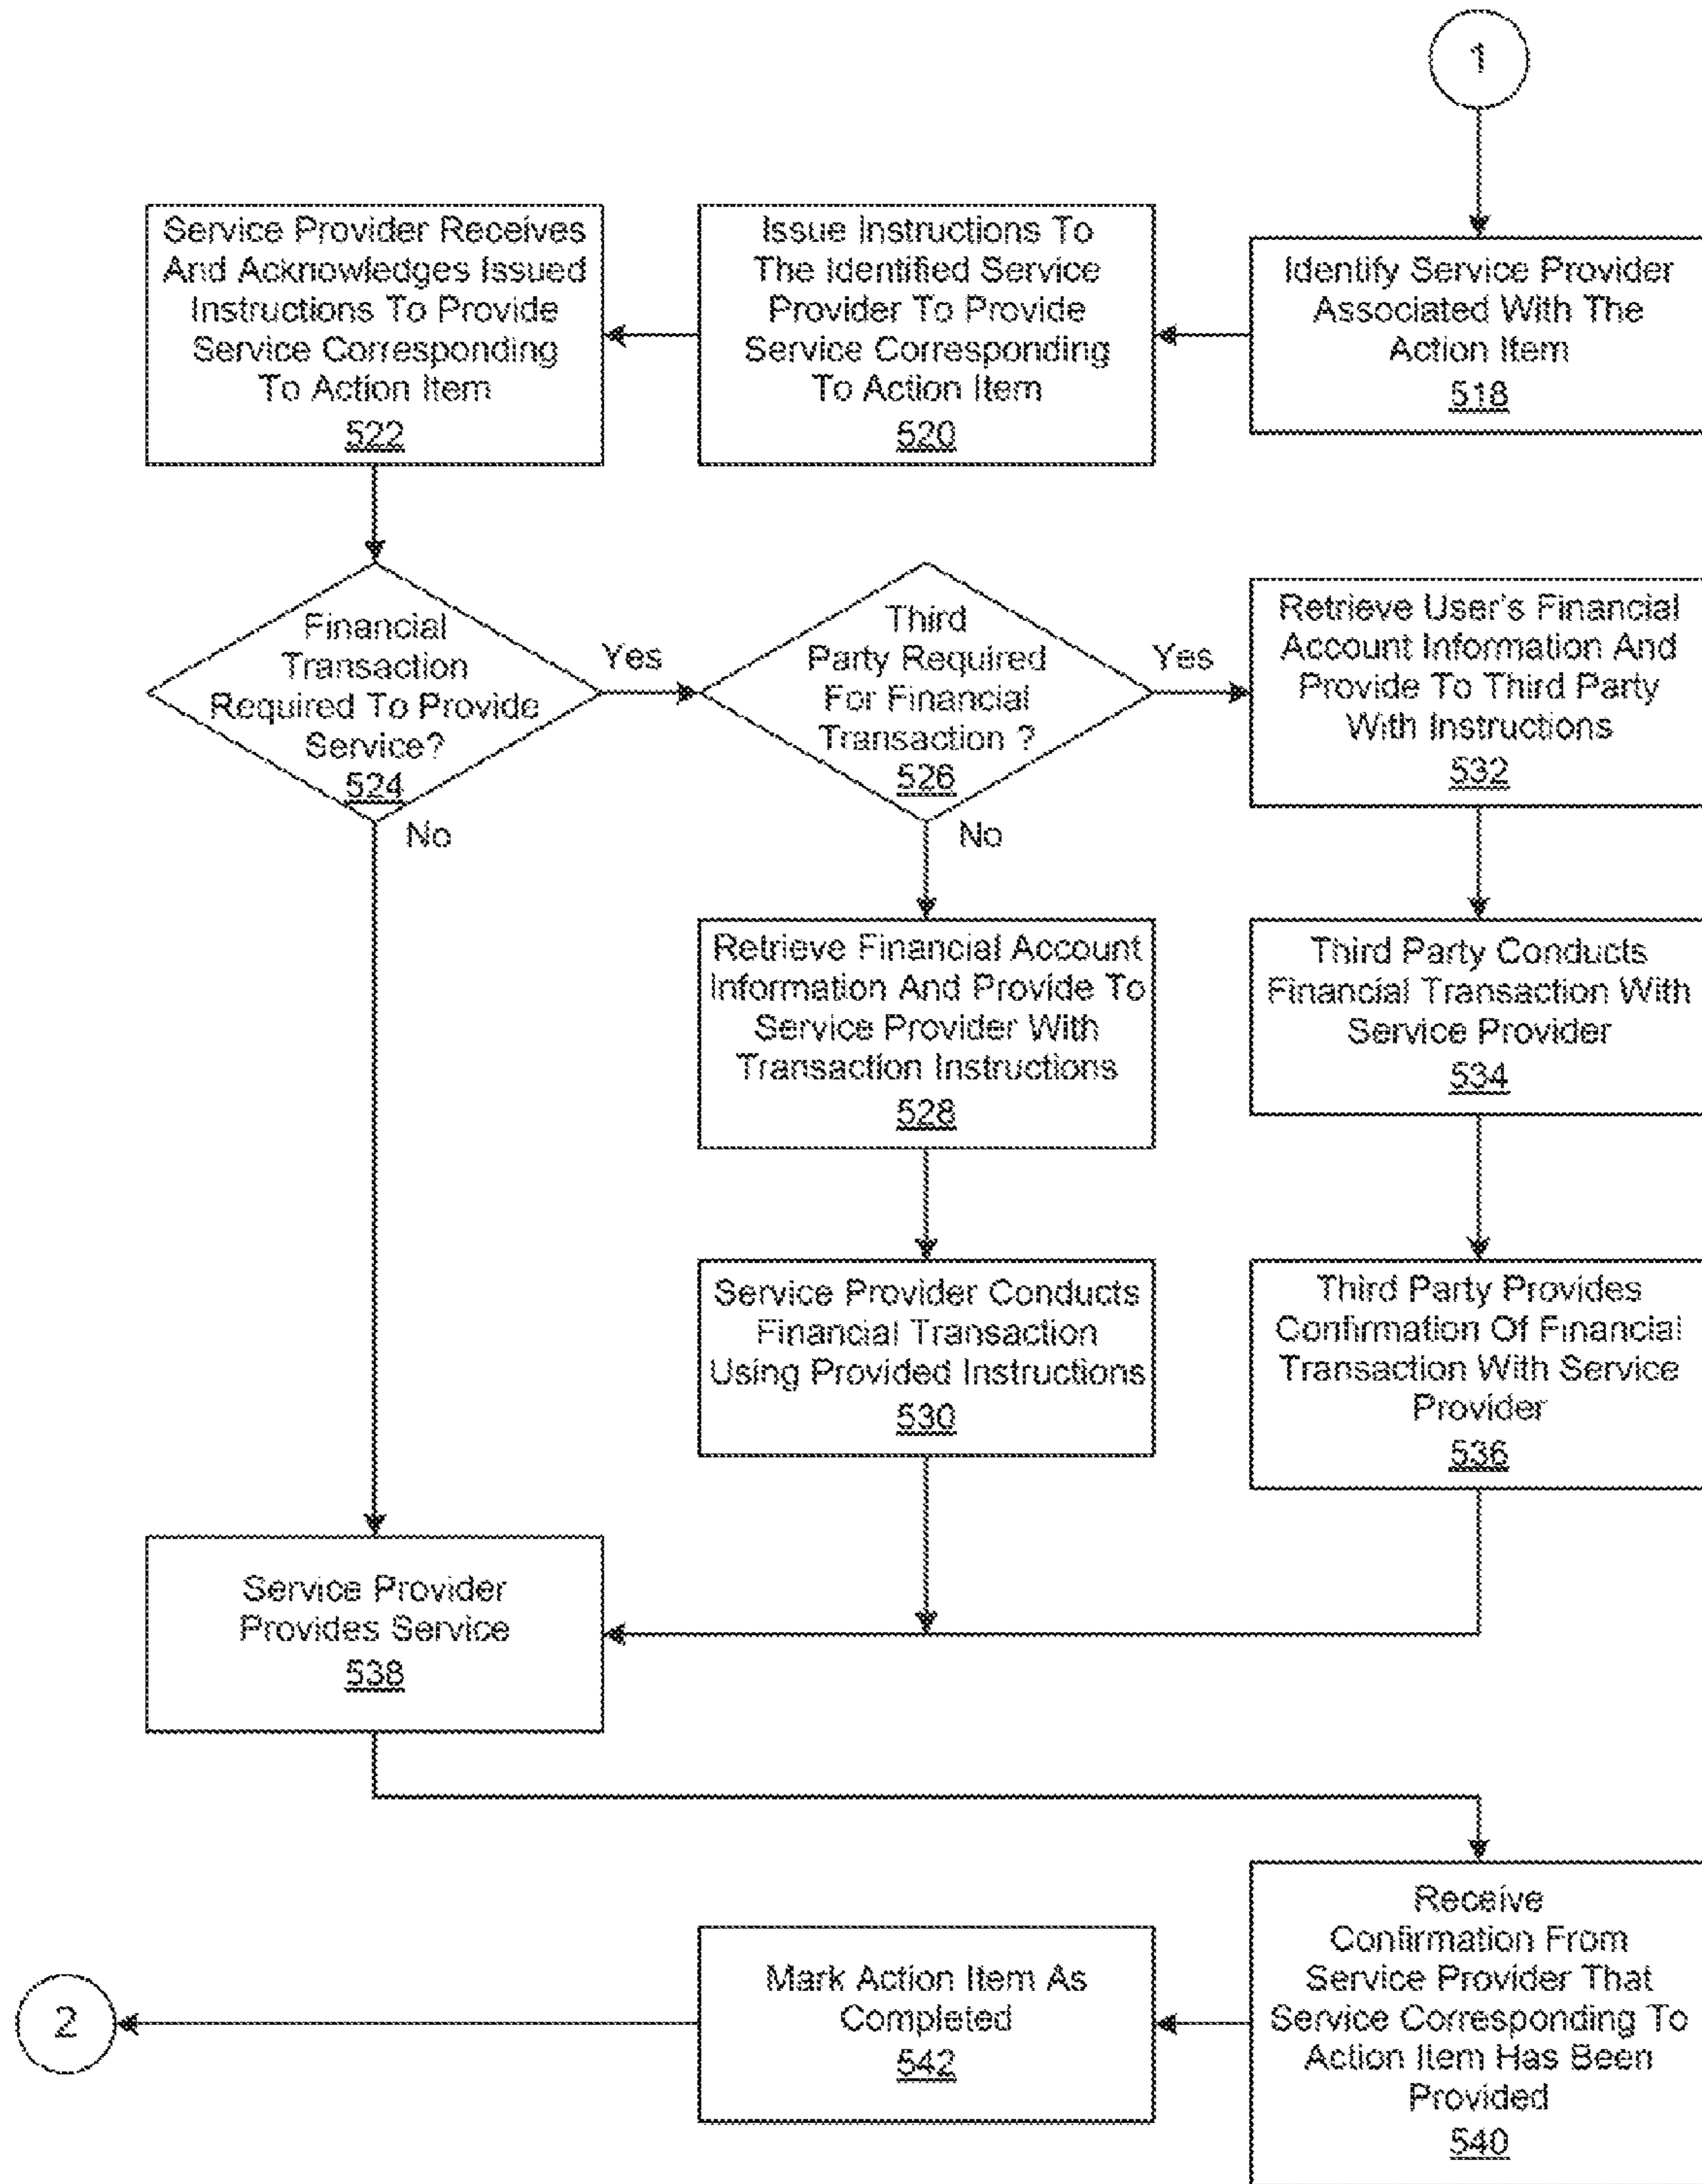 1
Identify Service Provider
Associated With The
Action Item
518
Issue Instructions To
The Identified Service
Provider To Provide
Service Corresponding
To Action Item
520
Service Provider Receives
And Acknowledges Issued
Instructions To Provide
Service Corresponding
To Action Item
522
Financial
Transaction
Required To Provide
Service?
524
Yes
No
Third
Party Required
For Financial
Transaction ?
526
Yes
No
Retrieve User's Financial
Account Information And
Provide To Third Party
With Instructions
532
Retrieve Financial Account
Information And Provide To
Service Provider With
Transaction Instructions
528
Third Party Conducts
Financial Transaction With
Service Provider
534
Service Provider Conducts
Financial Transaction
Using Provided Instructions
530
Third Party Provides
Confirmation Of Financial
Transaction With Service
Provider
536
Service Provider
Provides Service
538
Receive
Confirmation From
Service Provider That
Service Corresponding To
Action Item Has Been
Provided
540
Mark Action Item As
Completed
542
2